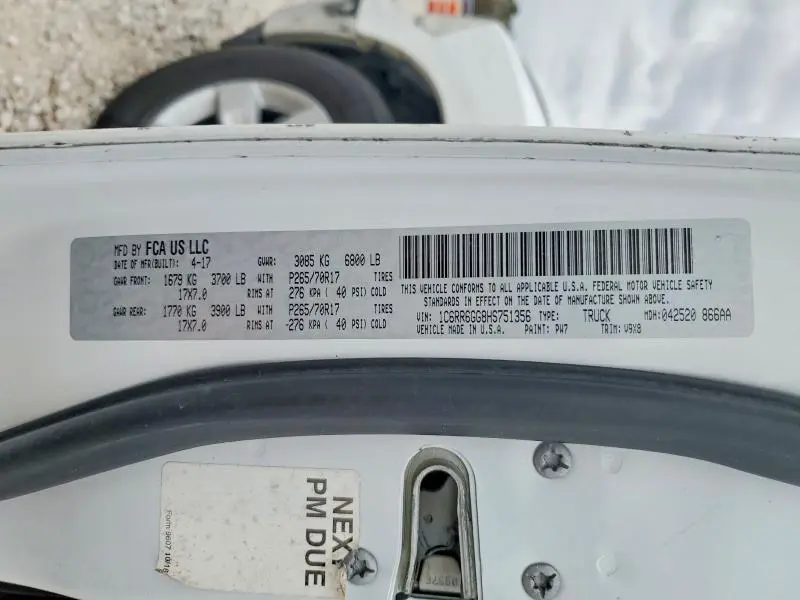 MFD BY FCA US LLC
DATE OF MFR(BUILT): 4-17 GVWR: 3085 KG 6800 LB
GAWR FRONT: 1679 KG 3700 LB WITH P265/70R17 TIRES
17X7.0 RIMS AT 276 KPA ( 40 PSI) COLD
GAWR REAR: 1770 KG 3900 LB WITH P265/70R17 TIRES
17X7.0 RIMS AT -276 KPA ( 40 PSI) COLD
THIS VEHICLE CONFORMS TO ALL APPLICABLE U.S.A. FEDERAL MOTOR VEHICLE SAFETY
STANDARDS IN EFFECT ON THE DATE OF MANUFACTURE SHOWN ABOVE.
VIN: 1C6RR6GG8HS751356 TYPE: TRUCK MDH:042520 866AA
VEHICLE MADE IN U.S.A. PAINT: PW7 TRIM: V9X8
NEXT
PM DUE